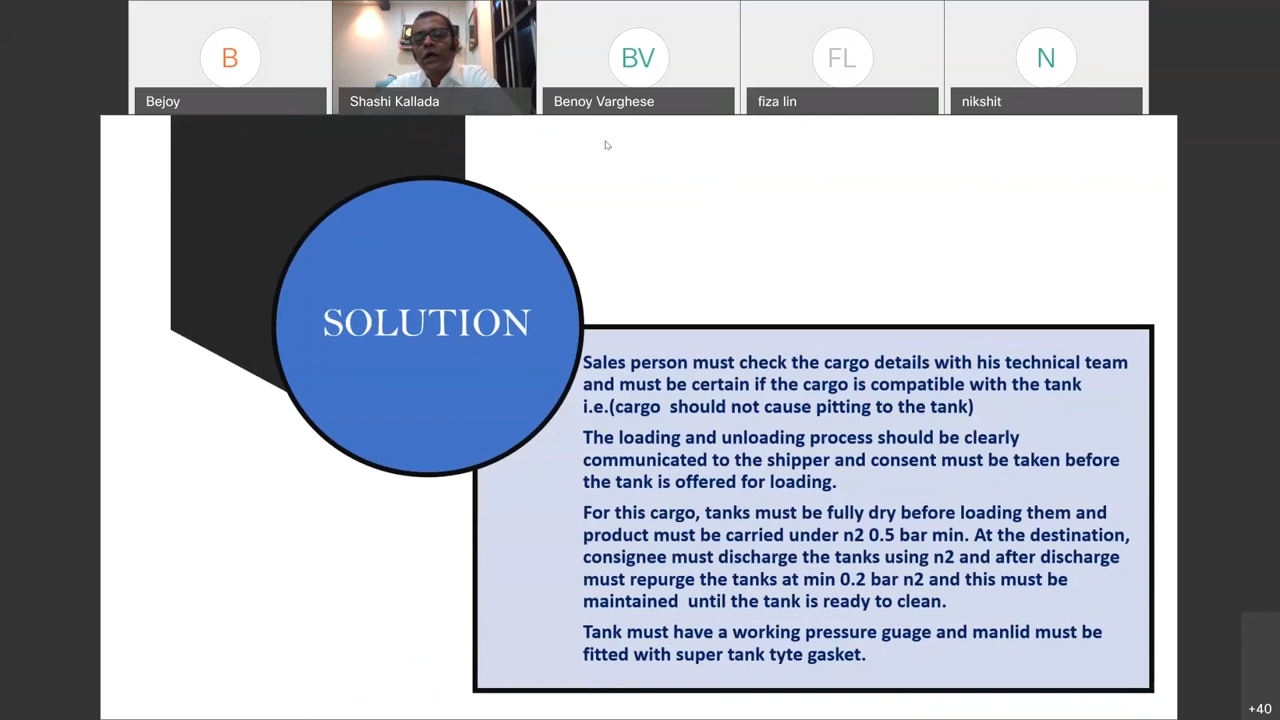 B
BV
FL
N
Bejoy
Shashi Kallada
Benoy Varghese
fiza lin
nikshit
SOLUTION
Sales person must check the cargo details with his technical team
and must be certain if the cargo is compatible with the tank
i.e.(cargo should not cause pitting to the tank)
The loading and unloading process should be clearly
communicated to the shipper and consent must be taken before
the tank is offered for loading.
For this cargo, tanks must be fully dry before loading them and
product must be carried under n2 0.5 bar min. At the destination,
consignee must discharge the tanks using n2 and after discharge
must repurge the tanks at min 0.2 bar n2 and this must be
maintained until the tank is ready to clean.
Tank must have a working pressure guage and manlid must be
fitted with super tank tyte gasket.
+40